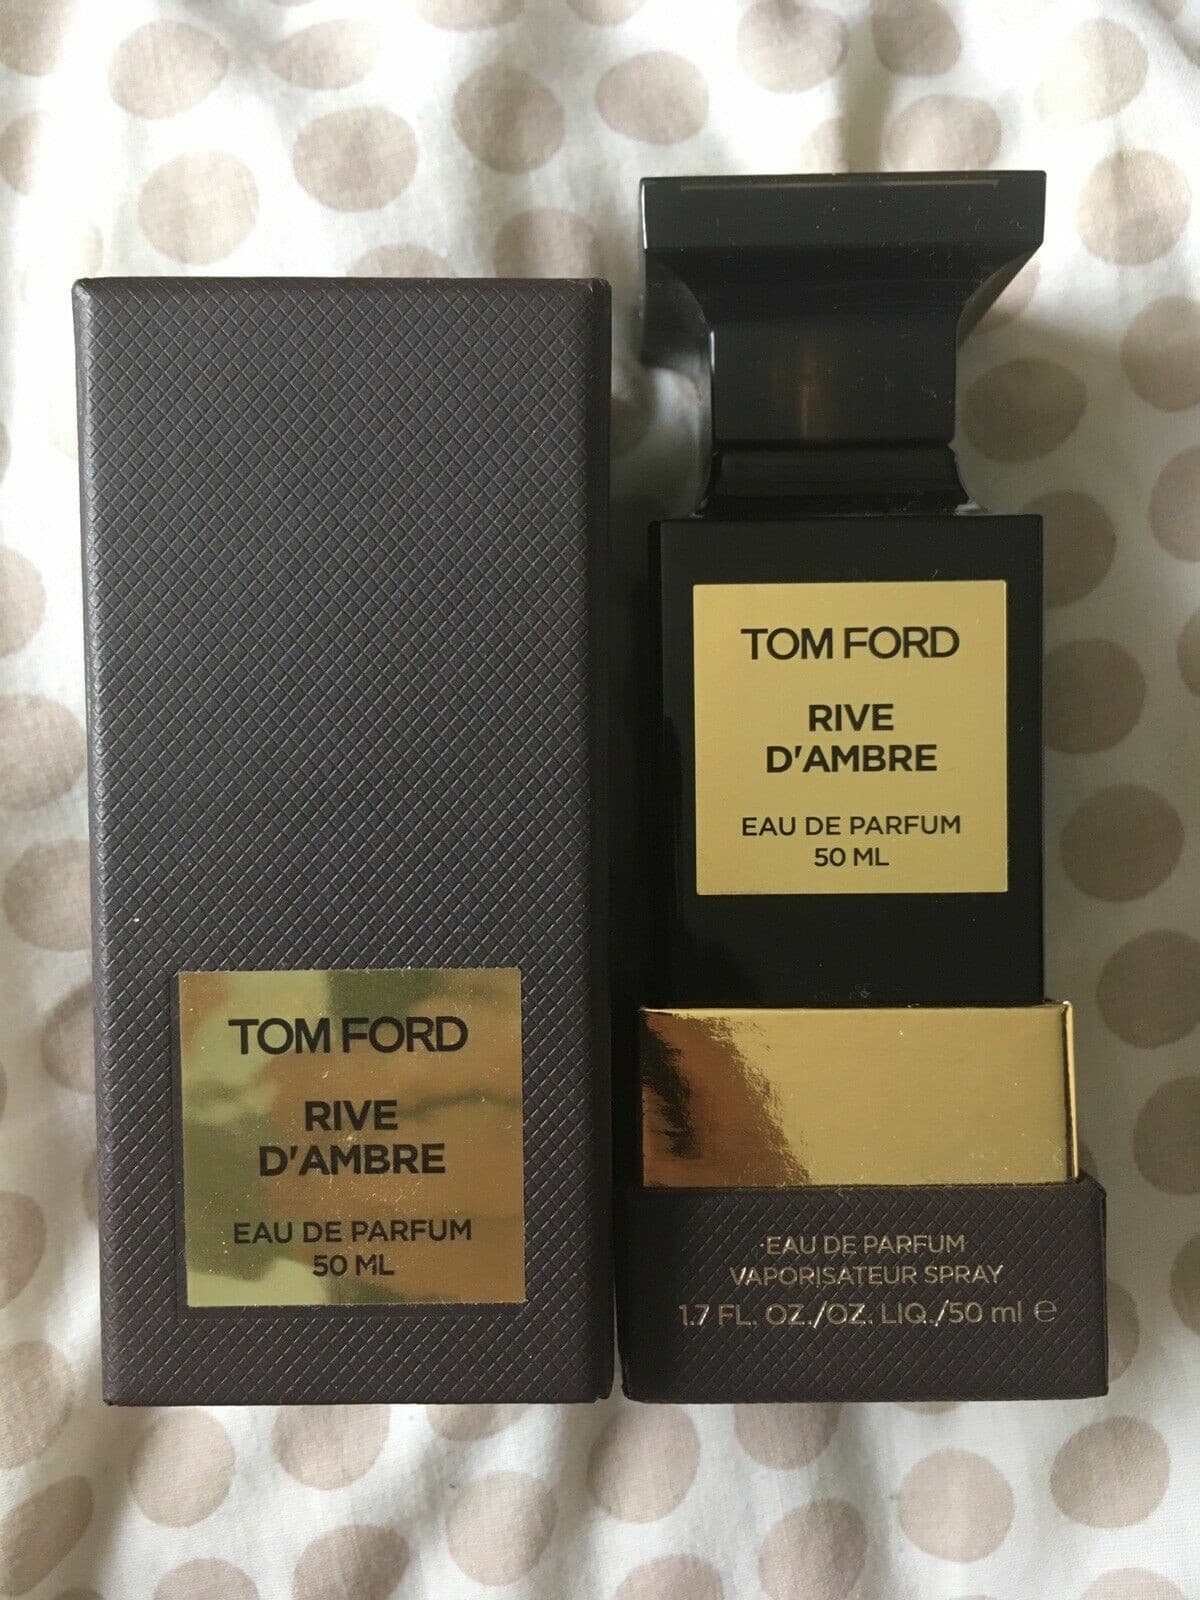 TOM FORD
RIVE
D'AMBRE
EAU DE PARFUM
50 ML
TOM FORD
RIVE
D'AMBRE
EAU DE PARFUM
50 ML
EAU DE PARFUM
VAPORISATEUR SPRAY
1.7 FL. OZ./OZ. LIQ./50 ml ℮